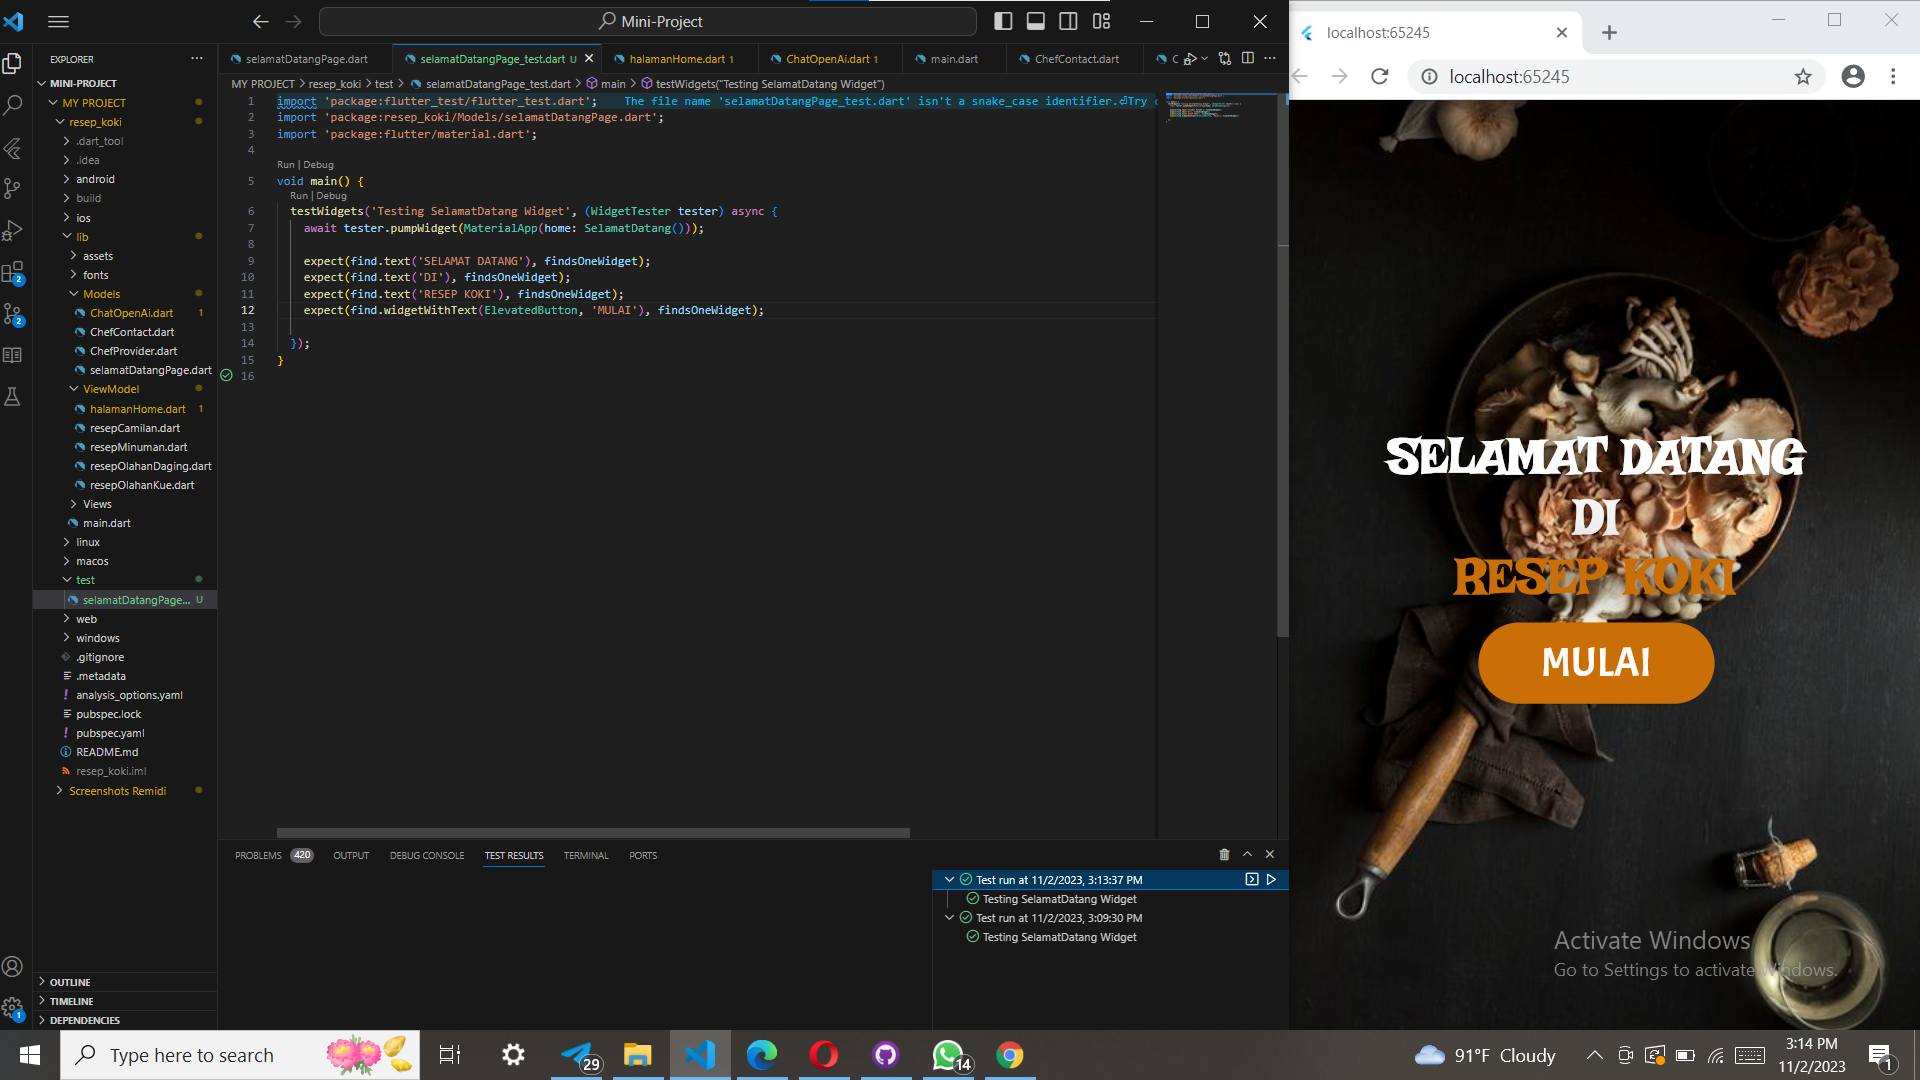 Mini-Project
EXPLORER
MINI-PROJECT
MY PROJECT
resep_koki
.dart_tool
.idea
android
build
ios
lib
assets
fonts
Models
ChatOpenAi.dart 1
ChefContact.dart
ChefProvider.dart
selamatDatangPage.dart
ViewModel
halamanHome.dart 1
resepCamilan.dart
resepMinuman.dart
resepOlahanDaging.dart
resepOlahanKue.dart
Views
main.dart
linux
macos
test
selamatDatangPage... U
web
windows
.gitignore
.metadata
analysis_options.yaml
pubspec.lock
pubspec.yaml
README.md
resep_koki.iml
Screenshots Remidi
OUTLINE
TIMELINE
DEPENDENCIES
2
2
1
selamatDatangPage.dart
selamatDatangPage_test.dart U
halamanHome.dart 1
ChatOpenAi.dart 1
main.dart
ChefContact.dart
C
MY PROJECT > resep_koki > test > selamatDatangPage_test.dart > main > testWidgets("Testing SelamatDatang Widget")
1 import 'package:flutter_test/flutter_test.dart'; The file name 'selamatDatangPage_test.dart' isn't a snake_case identifier.⏎Try
2 import 'package:resep_koki/Models/selamatDatangPage.dart';
3 import 'package:flutter/material.dart';
4
Run | Debug
5 void main() {
Run | Debug
6 testWidgets('Testing SelamatDatang Widget', (WidgetTester tester) async {
7 await tester.pumpWidget(MaterialApp(home: SelamatDatang()));
8
9 expect(find.text('SELAMAT DATANG'), findsOneWidget);
10 expect(find.text('DI'), findsOneWidget);
11 expect(find.text('RESEP KOKI'), findsOneWidget);
12 expect(find.widgetWithText(ElevatedButton, 'MULAI'), findsOneWidget);
13
14 });
15 }
16
PROBLEMS 420 OUTPUT DEBUG CONSOLE TEST RESULTS TERMINAL PORTS
Test run at 11/2/2023, 3:13:37 PM
Testing SelamatDatang Widget
Test run at 11/2/2023, 3:09:30 PM
Testing SelamatDatang Widget
localhost:65245
localhost:65245
SELAMAT DATANG
DI
RESEP KOKI
MULAI
Activate Windows
Go to Settings to activate Windows.
Type here to search
29
14
91°F Cloudy
3:14 PM
11/2/2023
1